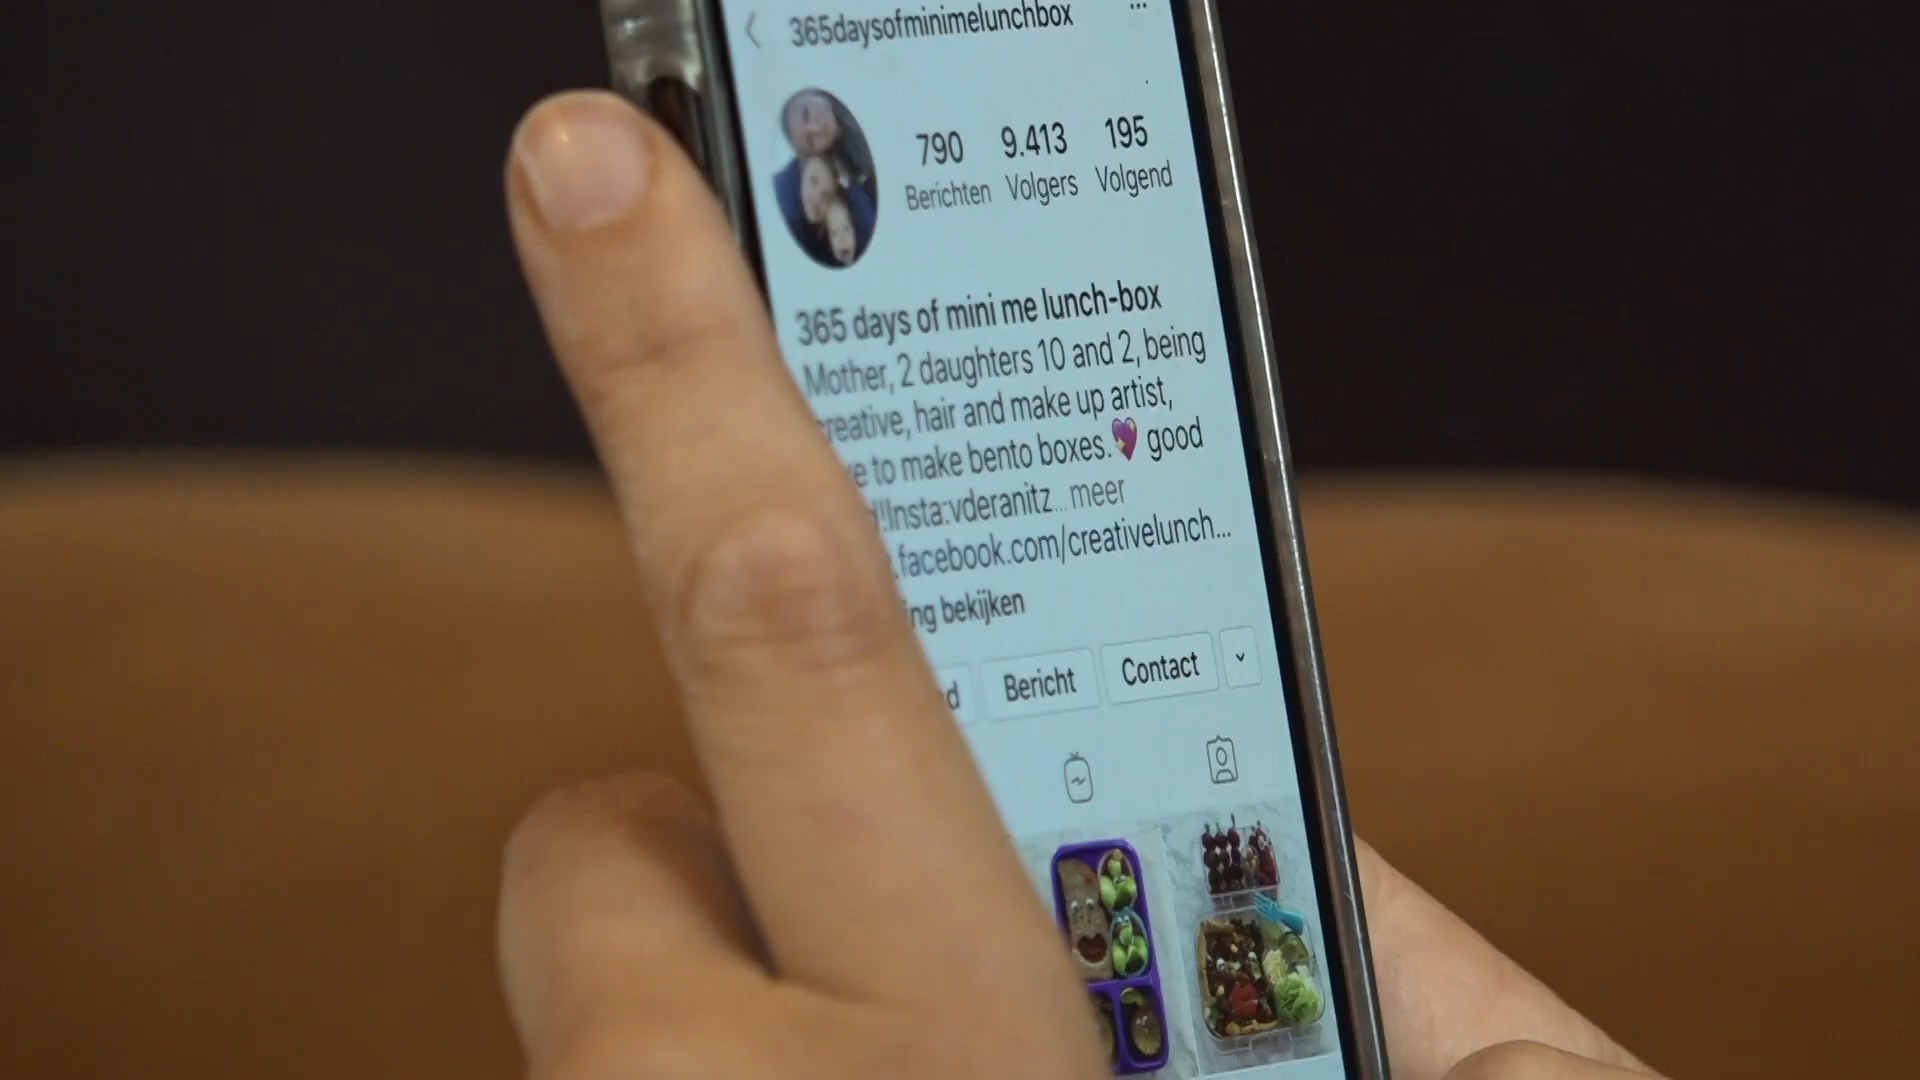 365daysofminimelunchbox ...
790 9.413 195
Berichten Volgers Volgend
365 days of mini me lunch-box
Mother, 2 daughters 10 and 2, being
creative, hair and make up artist,
to make bento boxes.💖 good
!Insta:vderanitz... meer
.facebook.com/creativelunch...
bekijken
Bericht Contact